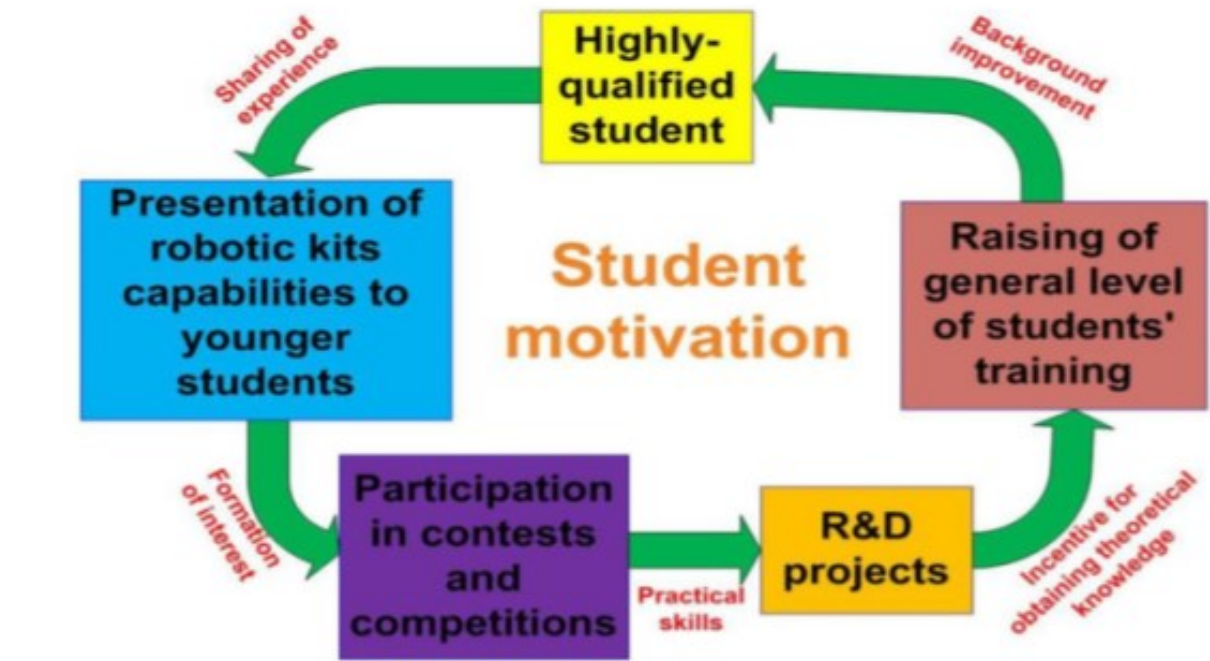 Sharing of
experience
Highly-
qualified
student
Background
improvement
Presentation of
robotic kits
capabilities to
younger
students
Student
motivation
Raising of
general level
of students'
training
Formation
of interest
Participation
in contests
and
competitions
Practical
skills
R&D
projects
Incentive for
obtaining theoretical
knowledge